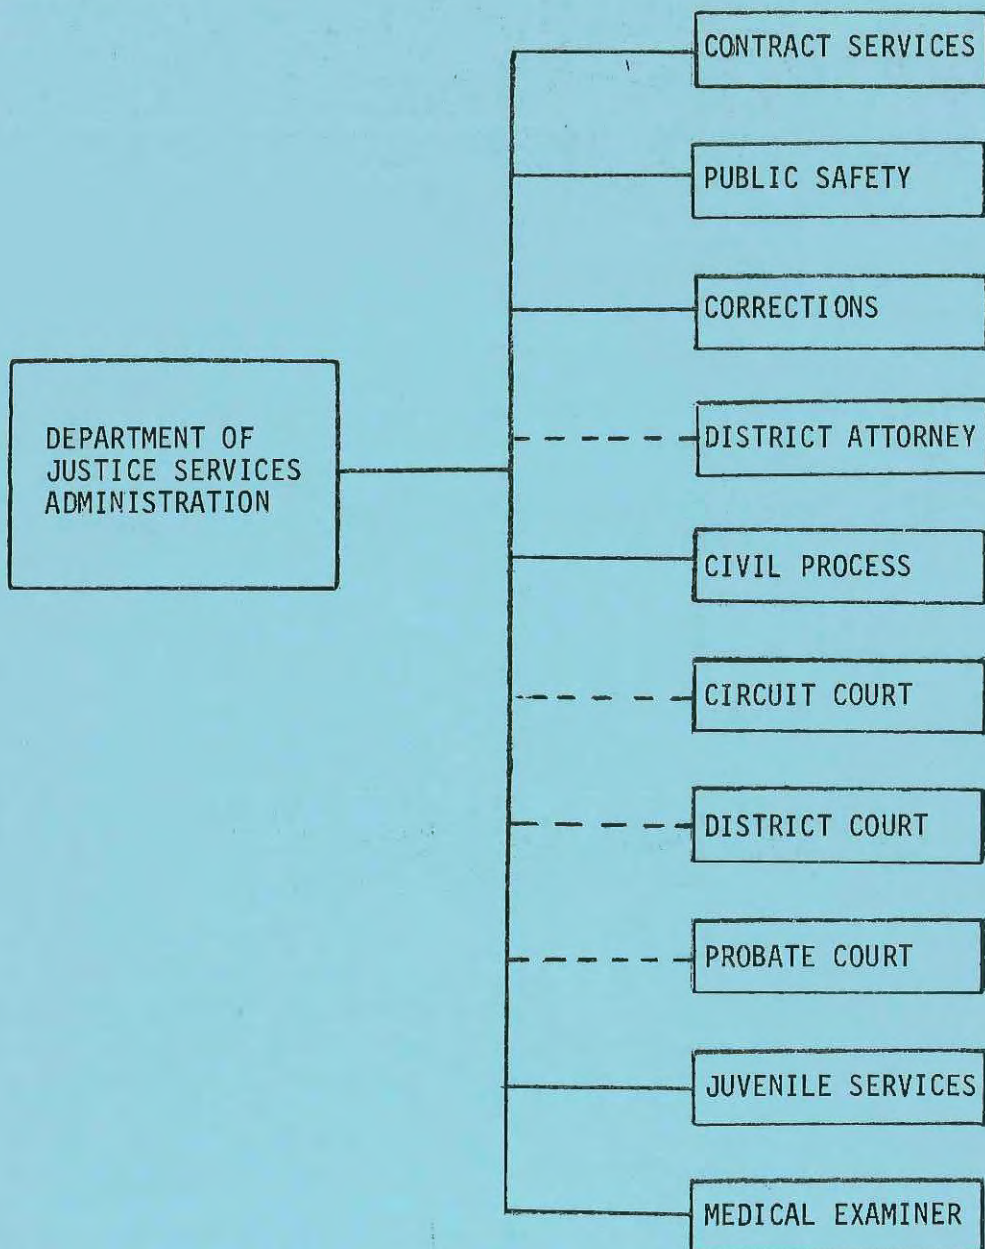 CONTRACT SERVICES
PUBLIC SAFETY
CORRECTIONS
DISTRICT ATTORNEY
DEPARTMENT OF
JUSTICE SERVICES
ADMINISTRATION
CIVIL PROCESS
CIRCUIT COURT
DISTRICT COURT
PROBATE COURT
JUVENILE SERVICES
MEDICAL EXAMINER